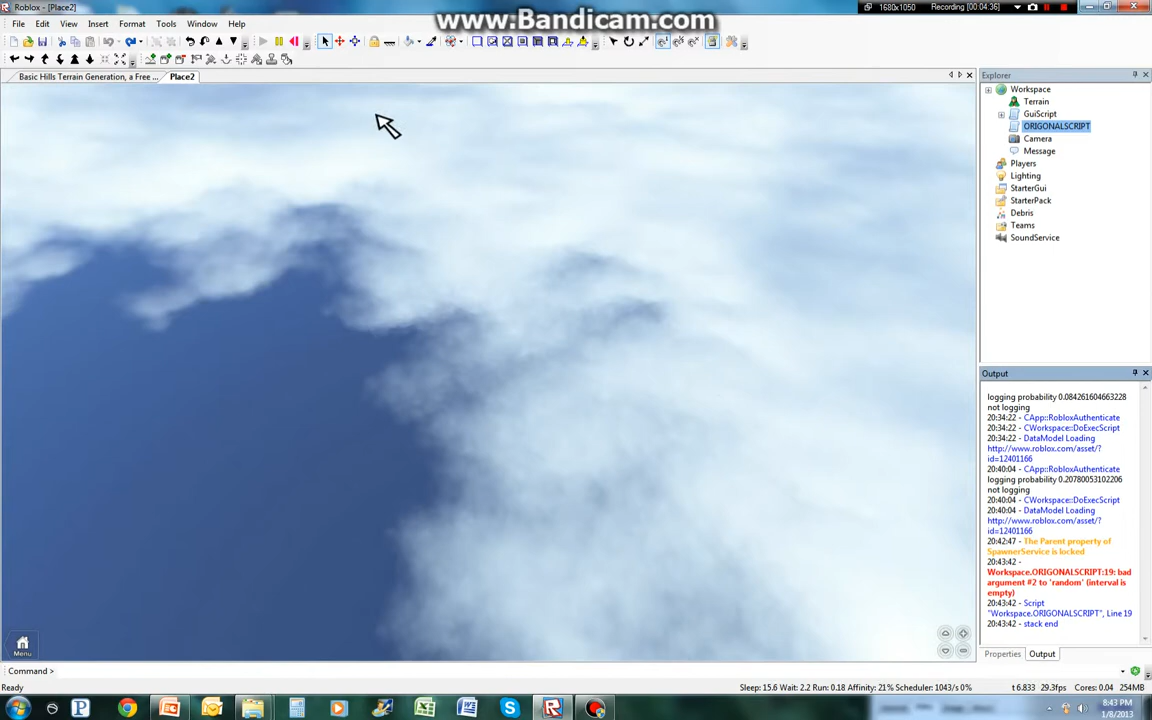 Roblox - [Place2]
www.Bandicam.com
1680x1050
Recording [00:04:36]
File Edit View Insert Format Tools Window Help
Basic Hills Terrain Generation, a Free ...
Place2
Explorer
Workspace
Terrain
GuiScript
ORIGONALSCRIPT
Camera
Message
Players
Lighting
StarterGui
StarterPack
Debris
Teams
SoundService
Output
logging probability 0.084261604663228
not logging
20:34:22 - CApp::RobloxAuthenticate
20:34:22 - CWorkspace::DoExecScript
20:34:22 - DataModel Loading
http://www.roblox.com/asset/?
id=12401166
20:40:04 - CApp::RobloxAuthenticate
logging probability 0.20780053102206
not logging
20:40:04 - CWorkspace::DoExecScript
20:40:04 - DataModel Loading
http://www.roblox.com/asset/?
id=12401166
20:42:47 - The Parent property of
SpawnerService is locked
20:43:42 -
Workspace.ORIGONALSCRIPT:19: bad
argument #2 to 'random' (interval is
empty)
20:43:42 - Script
"Workspace.ORIGONALSCRIPT", Line 19
20:43:42 - stack end
Menu
Properties Output
Command >
Ready
Sleep: 15.6 Wait: 2.2 Run: 0.18 Affinity: 21% Scheduler: 1043/s 0%
t 6.833 29.3fps Cores: 0.04 254MB
8:43 PM
1/8/2013